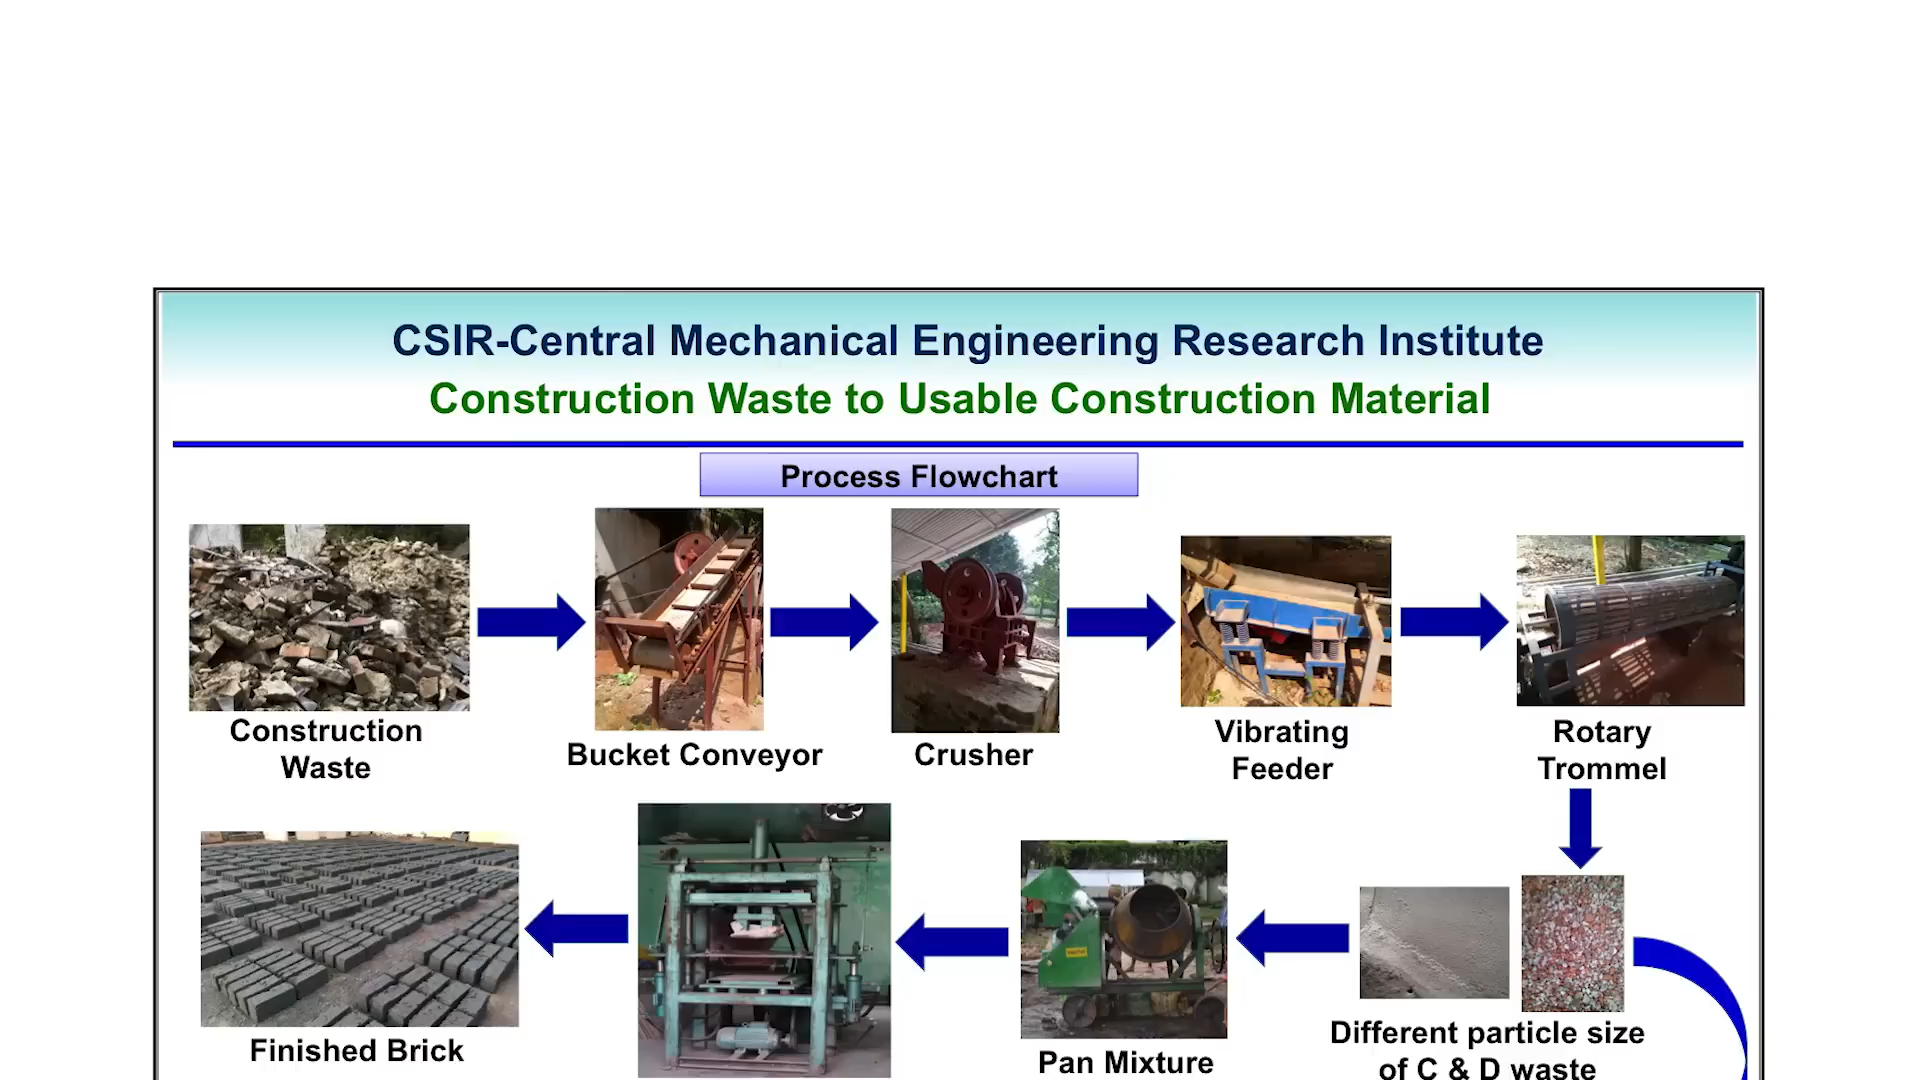 CSIR-Central Mechanical Engineering Research Institute
Construction Waste to Usable Construction Material
Process Flowchart
Construction
Waste
Bucket Conveyor
Crusher
Vibrating
Feeder
Rotary
Trommel
Finished Brick
Pan Mixture
Different particle size
of C & D waste